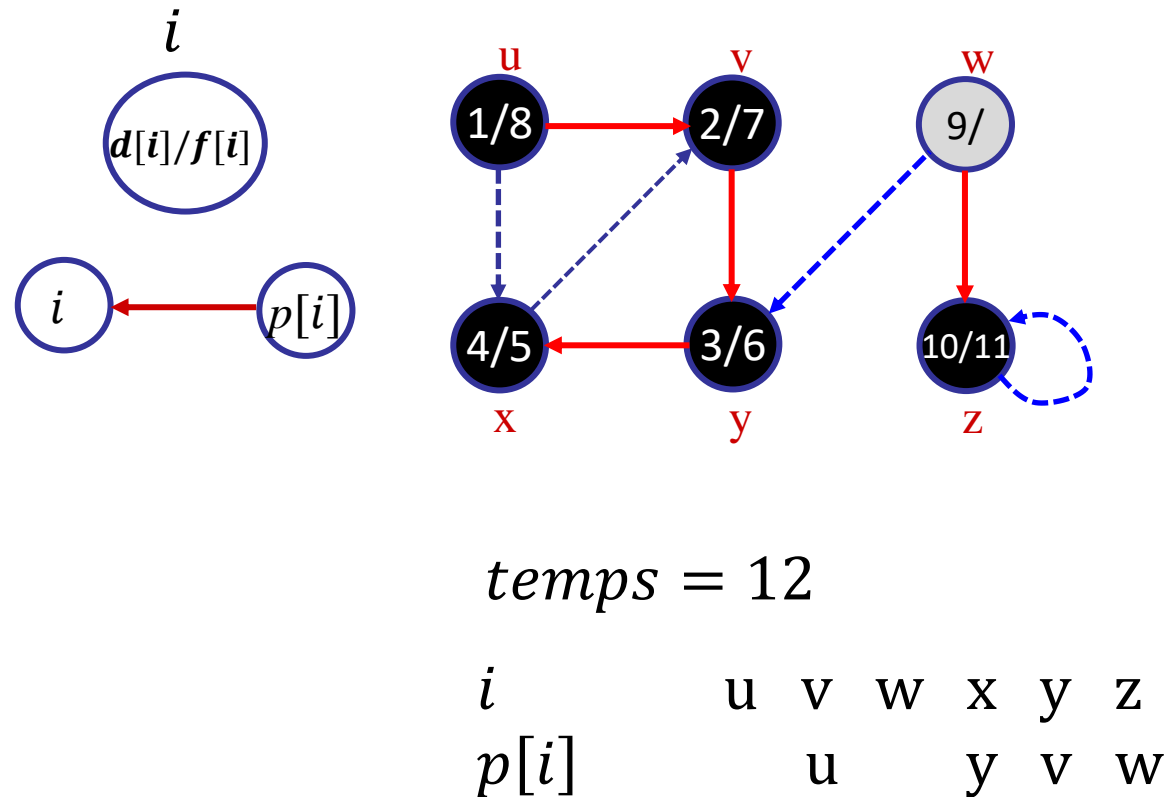 i
d[i]/f[i]
i p[i]
u v w
1/8 2/7 9/
4/5 3/6 10/11
x y z
temps = 12
i u v w x y z
p[i] u y v w